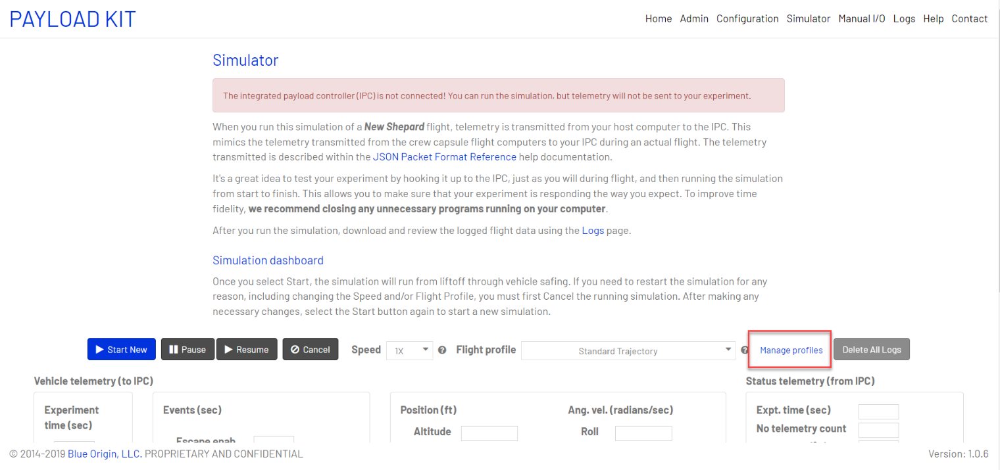 PAYLOAD KIT
Home Admin Configuration Simulator Manual I/O Logs Help Contact
Simulator
The integrated payload controller (IPC) is not connected! You can run the simulation, but telemetry will not be sent to your experiment.
When you run this simulation of a New Shepard flight, telemetry is transmitted from your host computer to the IPC. This
mimics the telemetry transmitted from the crew capsule flight computers to your IPC during an actual flight. The telemetry
transmitted is described within the JSON Packet Format Reference help documentation.
It's a great idea to test your experiment by hooking it up to the IPC, just as you will during flight, and then running the simulation
from start to finish. This allows you to make sure that your experiment is responding the way you expect. To improve time
fidelity, we recommend closing any unnecessary programs running on your computer.
After you run the simulation, download and review the logged flight data using the Logs page.
Simulation dashboard
Once you select Start, the simulation will run from liftoff through vehicle safing. If you need to restart the simulation for any
reason, including changing the Speed and/or Flight Profile, you must first Cancel the running simulation. After making any
necessary changes, select the Start button again to start a new simulation.
Start New Pause Resume Cancel Speed 1X Flight profile Standard Trajectory Manage profiles Delete All Logs
Vehicle telemetry (to IPC) Status telemetry (from IPC)
Experiment Events (sec) Position (ft) Ang. vel. (radians/sec) Expt. time (sec)
time (sec) No telemetry count
Escape enab Altitude Roll
© 2014-2019 Blue Origin, LLC. PROPRIETARY AND CONFIDENTIAL Version: 1.0.6